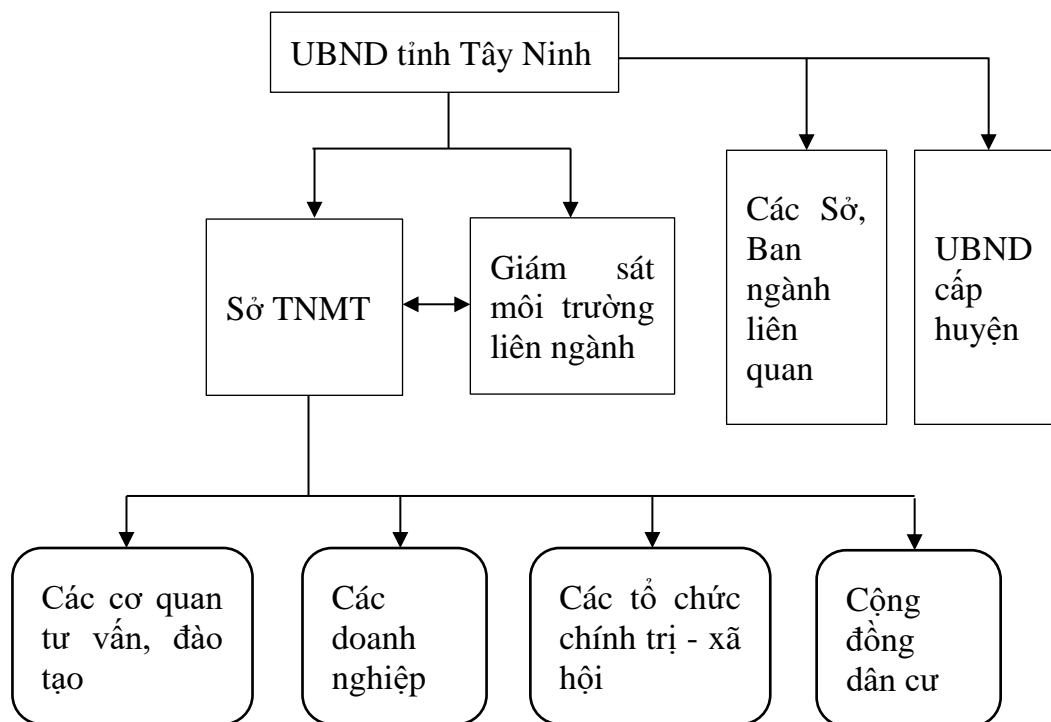 UBND tỉnh Tây Ninh
Sở TNMT
Giám sát
môi trường
liên ngành
Các Sở,
Ban
ngành
liên
quan
UBND
cấp
huyện
Các cơ quan
tư vấn, đào
tạo
Các
doanh
nghiệp
Các tổ chức
chính trị - xã
hội
Cộng
đồng
dân cư